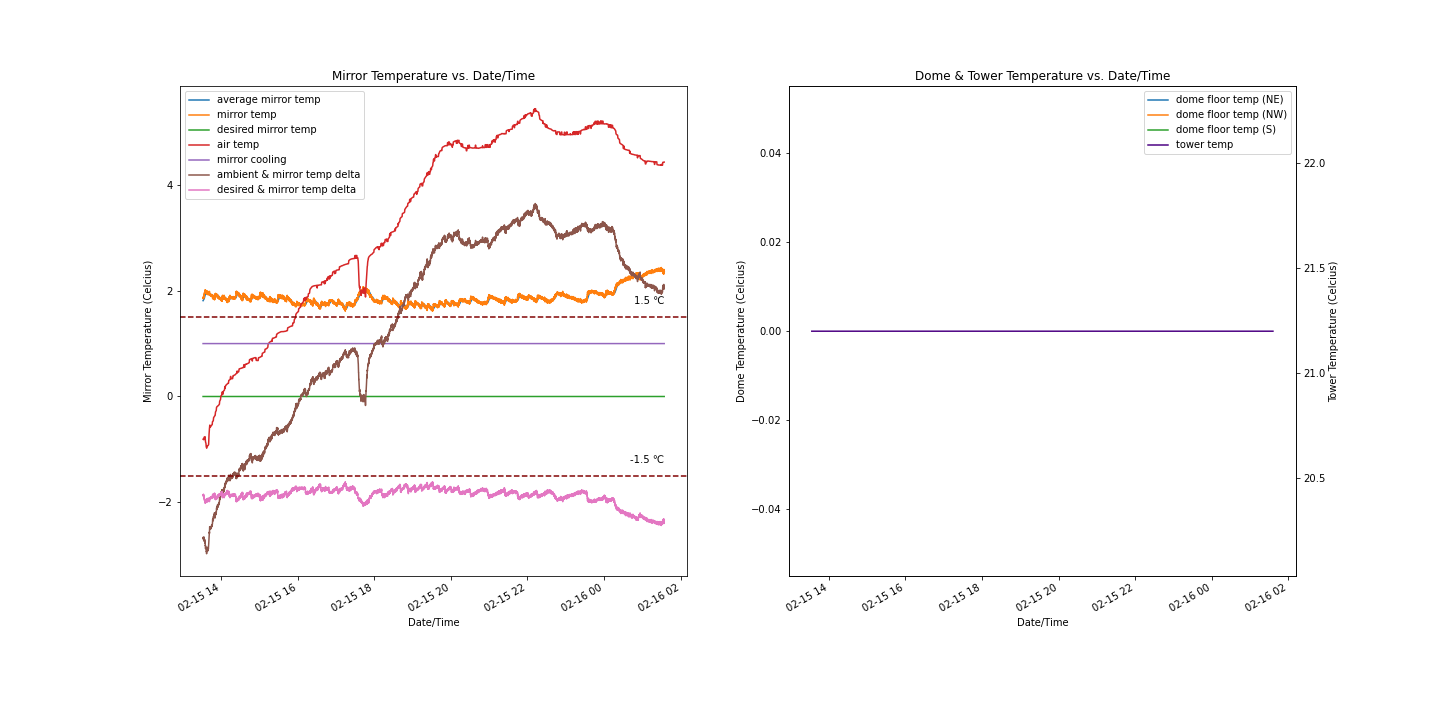 Mirror Temperature vs. Date/Time
average mirror temp
mirror temp
desired mirror temp
air temp
mirror cooling
ambient & mirror temp delta
desired & mirror temp delta
4
2
0
−2
Mirror Temperature (Celcius)
1.5 °C
-1.5 °C
02-15 14
02-15 16
02-15 18
02-15 20
02-15 22
02-16 00
02-16 02
Date/Time
Dome & Tower Temperature vs. Date/Time
dome floor temp (NE)
dome floor temp (NW)
dome floor temp (S)
tower temp
0.04
0.02
0.00
−0.02
−0.04
Dome Temperature (Celcius)
22.0
21.5
21.0
20.5
Tower Temperature (Celcius)
02-15 14
02-15 16
02-15 18
02-15 20
02-15 22
02-16 00
02-16 02
Date/Time